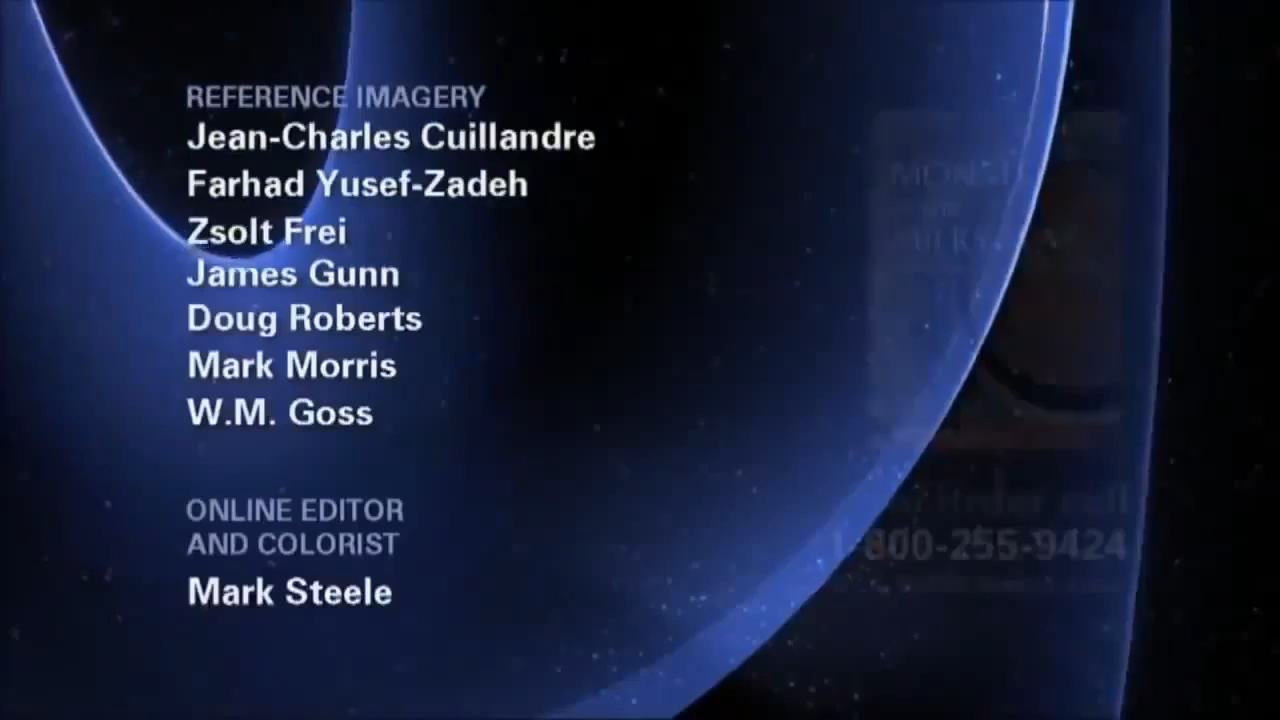 REFERENCE IMAGERY
Jean-Charles Cuillandre
Farhad Yusef-Zadeh
Zsolt Frei
James Gunn
Doug Roberts
Mark Morris
W.M. Goss
ONLINE EDITOR
AND COLORIST
Mark Steele
1-800-255-9424